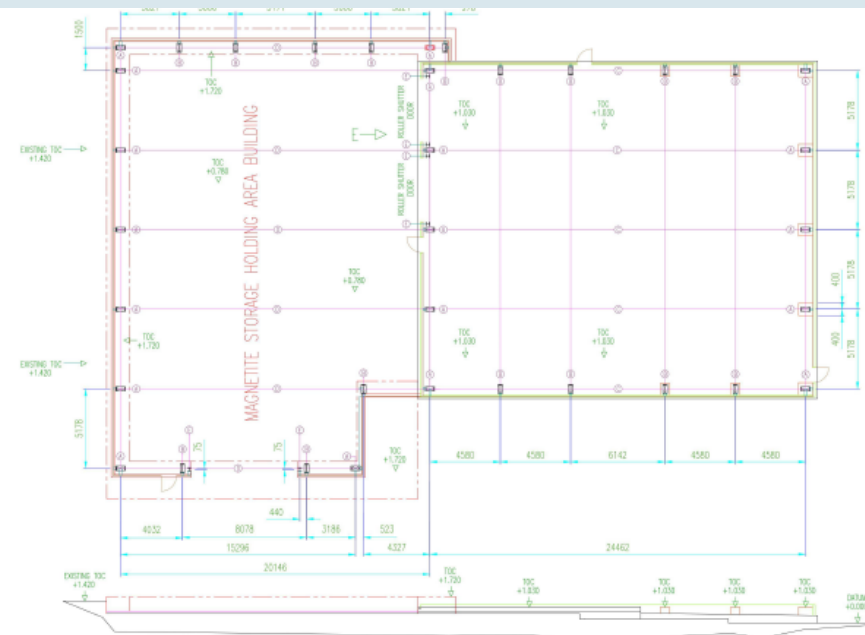 1500
TOC
+1.720
EXISTING TOC
+1.420
TOC
+0.780
MAGNETITE STORAGE HOLDING AREA BUILDING
ROLLER SHUTTER
DOOR
ROLLER SHUTTER
DOOR
E
TOC
+1.030
TOC
+1.030
5178
5178
5178
5178
400
400
TOC
+0.780
TOC
+1.720
EXISTING TOC
+1.420
TOC
+1.030
TOC
+1.030
5178
75
75
TOC
+1.720
4580
4580
6142
4580
4580
440
4032
8078
3186
523
15296
4327
24462
20146
EXISTING TOC
+1.420
TOC
+1.720
TOC
+1.030
TOC
+1.030
TOC
+1.030
TOC
+1.030